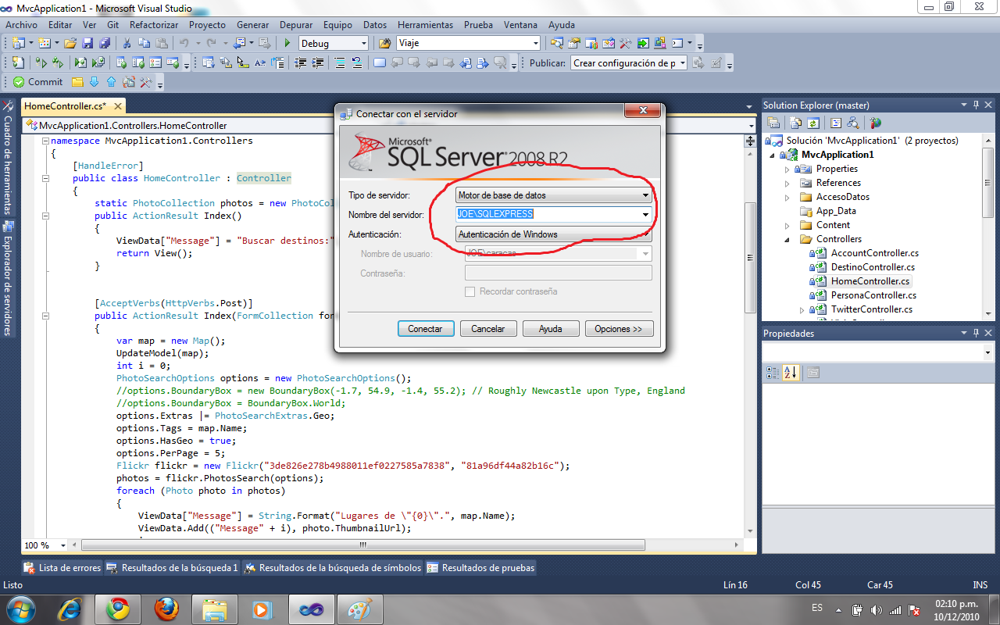 MvcApplication1 - Microsoft Visual Studio
Archivo Editar Ver Git Refactorizar Proyecto Generar Depurar Equipo Datos Herramientas Prueba Ventana Ayuda
Debug Viaje
Publicar: Crear configuración de p
Commit
Cuadro de herramientas
Explorador de servidores
HomeController.cs*
MvcApplication1.Controllers.HomeController
namespace MvcApplication1.Controllers
{
[HandleError]
public class HomeController : Controller
{
static PhotoCollection photos = new PhotoCol
public ActionResult Index()
{
ViewData["Message"] = "Buscar destinos:"
return View();
}
[AcceptVerbs(HttpVerbs.Post)]
public ActionResult Index(FormCollection for
{
var map = new Map();
UpdateModel(map);
int i = 0;
PhotoSearchOptions options = new PhotoSearchOptions();
//options.BoundaryBox = new BoundaryBox(-1.7, 54.9, -1.4, 55.2); // Roughly Newcastle upon Type, England
//options.BoundaryBox = BoundaryBox.World;
options.Extras |= PhotoSearchExtras.Geo;
options.Tags = map.Name;
options.HasGeo = true;
options.PerPage = 5;
Flickr flickr = new Flickr("3de826e278b4988011ef0227585a7838", "81a96df44a82b16c");
photos = flickr.PhotosSearch(options);
foreach (Photo photo in photos)
{
ViewData["Message"] = String.Format("Lugares de \"{0}\".", map.Name);
ViewData.Add(("Message" + i), photo.ThumbnailUrl);
100 %
Conectar con el servidor
Microsoft®
SQL Server® 2008 R2
Tipo de servidor: Motor de base de datos
Nombre del servidor: JOE\SQLEXPRESS
Autenticación: Autenticación de Windows
Nombre de usuario: JOE\caracas
Contraseña:
Recordar contraseña
Conectar Cancelar Ayuda Opciones >>
Solution Explorer (master)
Solución 'MvcApplication1' (2 proyectos)
MvcApplication1
Properties
References
AccesoDatos
App_Data
Content
Controllers
AccountController.cs
DestinoController.cs
HomeController.cs
PersonaController.cs
TwitterController.cs
Propiedades
Lista de errores Resultados de la búsqueda 1 Resultados de la búsqueda de símbolos Resultados de pruebas
Listo Lín 16 Col 45 Car 45 INS
ES 02:10 p.m.
10/12/2010